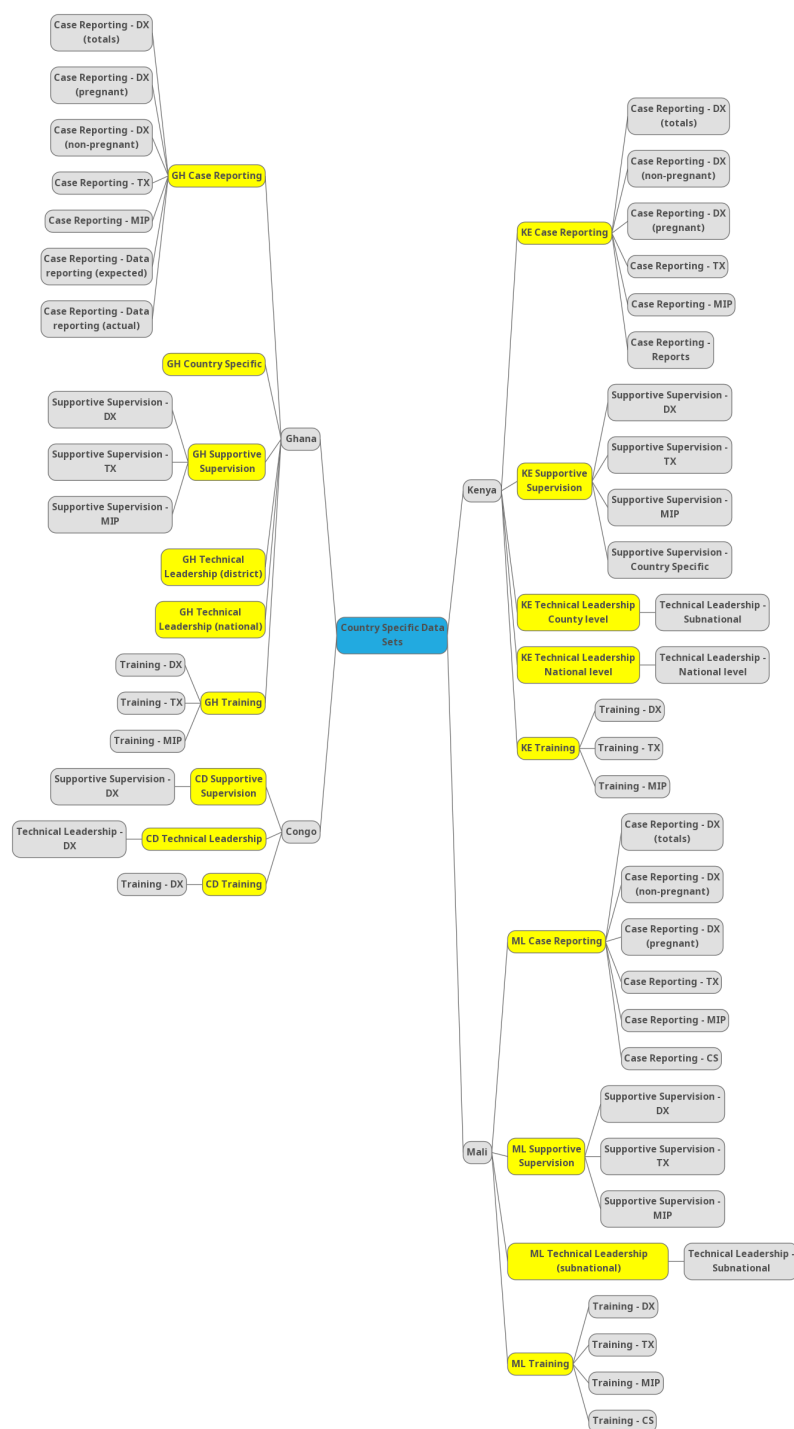 Country Specific Data
Sets
Ghana
GH Case Reporting
Case Reporting - DX
(totals)
Case Reporting - DX
(pregnant)
Case Reporting - DX
(non-pregnant)
Case Reporting - TX
Case Reporting - MIP
Case Reporting - Data
reporting (expected)
Case Reporting - Data
reporting (actual)
GH Country Specific
GH Supportive
Supervision
Supportive Supervision -
DX
Supportive Supervision -
TX
Supportive Supervision -
MIP
GH Technical
Leadership (district)
GH Technical
Leadership (national)
GH Training
Training - DX
Training - TX
Training - MIP
Congo
CD Supportive
Supervision
Supportive Supervision -
DX
CD Technical Leadership
Technical Leadership -
DX
CD Training
Training - DX
Kenya
KE Case Reporting
Case Reporting - DX
(totals)
Case Reporting - DX
(non-pregnant)
Case Reporting - DX
(pregnant)
Case Reporting - TX
Case Reporting - MIP
Case Reporting -
Reports
KE Supportive
Supervision
Supportive Supervision -
DX
Supportive Supervision -
TX
Supportive Supervision -
MIP
Supportive Supervision -
Country Specific
KE Technical Leadership
County level
Technical Leadership -
Subnational
KE Technical Leadership
National level
Technical Leadership -
National level
KE Training
Training - DX
Training - TX
Training - MIP
Mali
ML Case Reporting
Case Reporting - DX
(totals)
Case Reporting - DX
(non-pregnant)
Case Reporting - DX
(pregnant)
Case Reporting - TX
Case Reporting - MIP
Case Reporting - CS
ML Supportive
Supervision
Supportive Supervision -
DX
Supportive Supervision -
TX
Supportive Supervision -
MIP
ML Technical Leadership
(subnational)
Technical Leadership -
Subnational
ML Training
Training - DX
Training - TX
Training - MIP
Training - CS